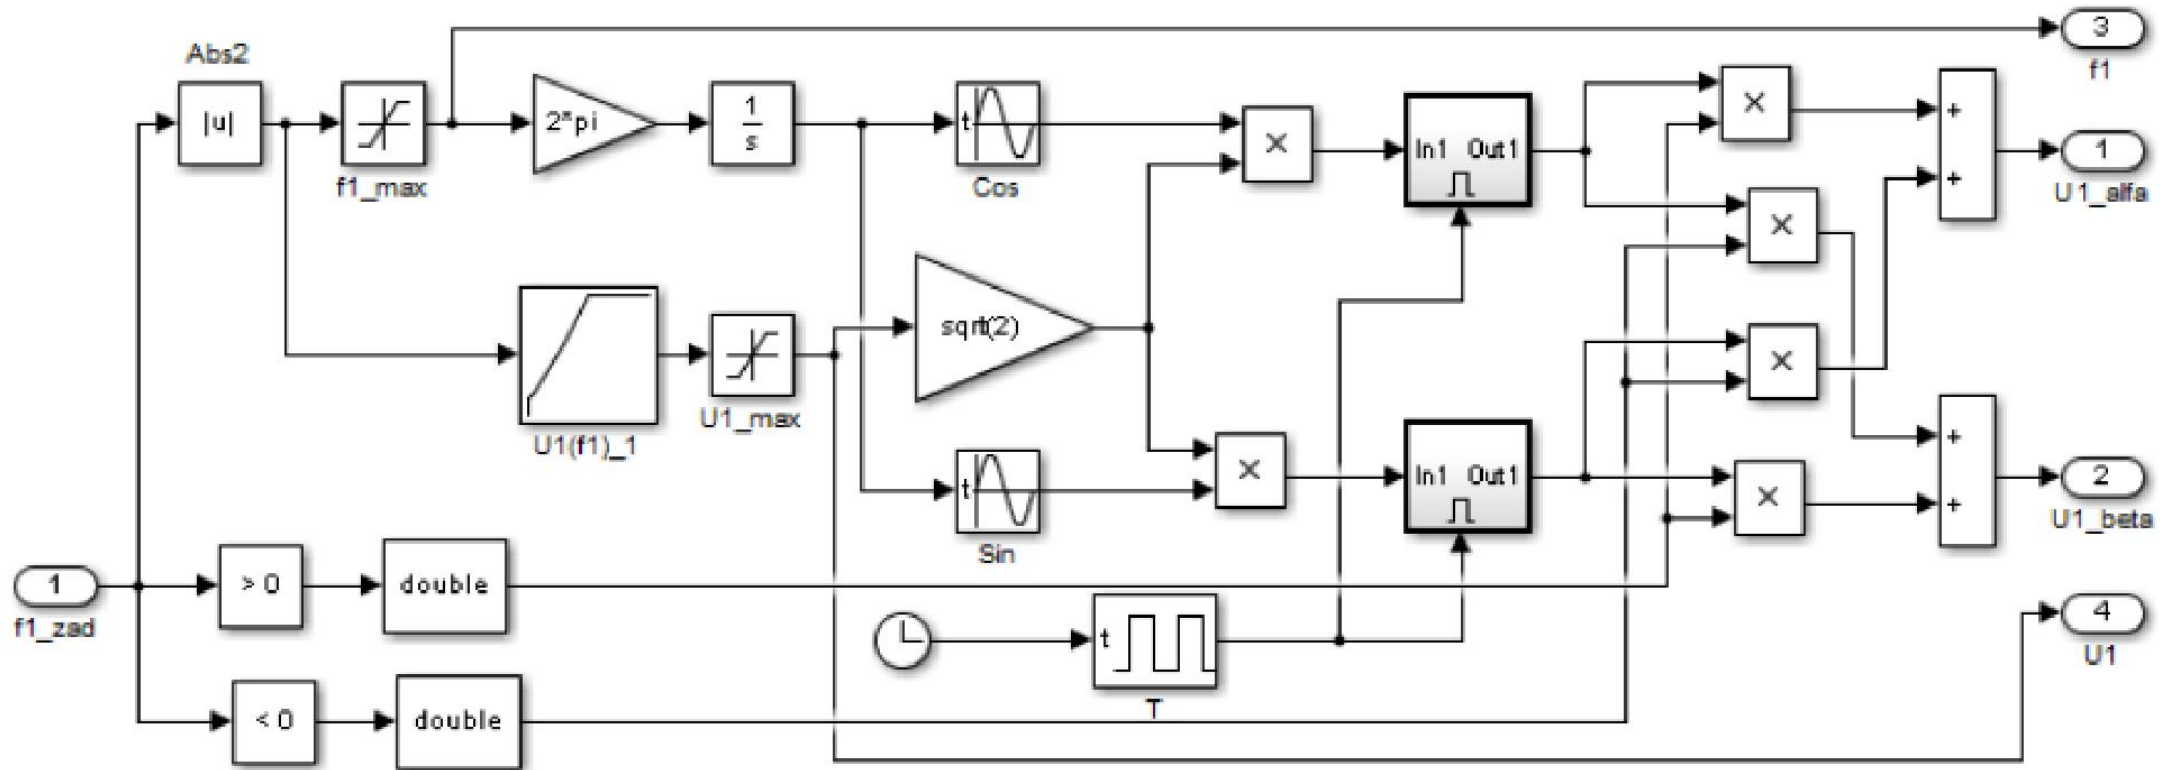 3
f1
Abs2
|u|
f1_max
2*pi
1
s
t
Cos
×
In1 Out1
×
+
+
1
U1_alfa
×
sqrt(2)
U1(f1)_1
U1_max
×
t
Sin
×
In1 Out1
×
+
+
2
U1_beta
1
f1_zad
> 0
double
t
T
4
U1
< 0
double